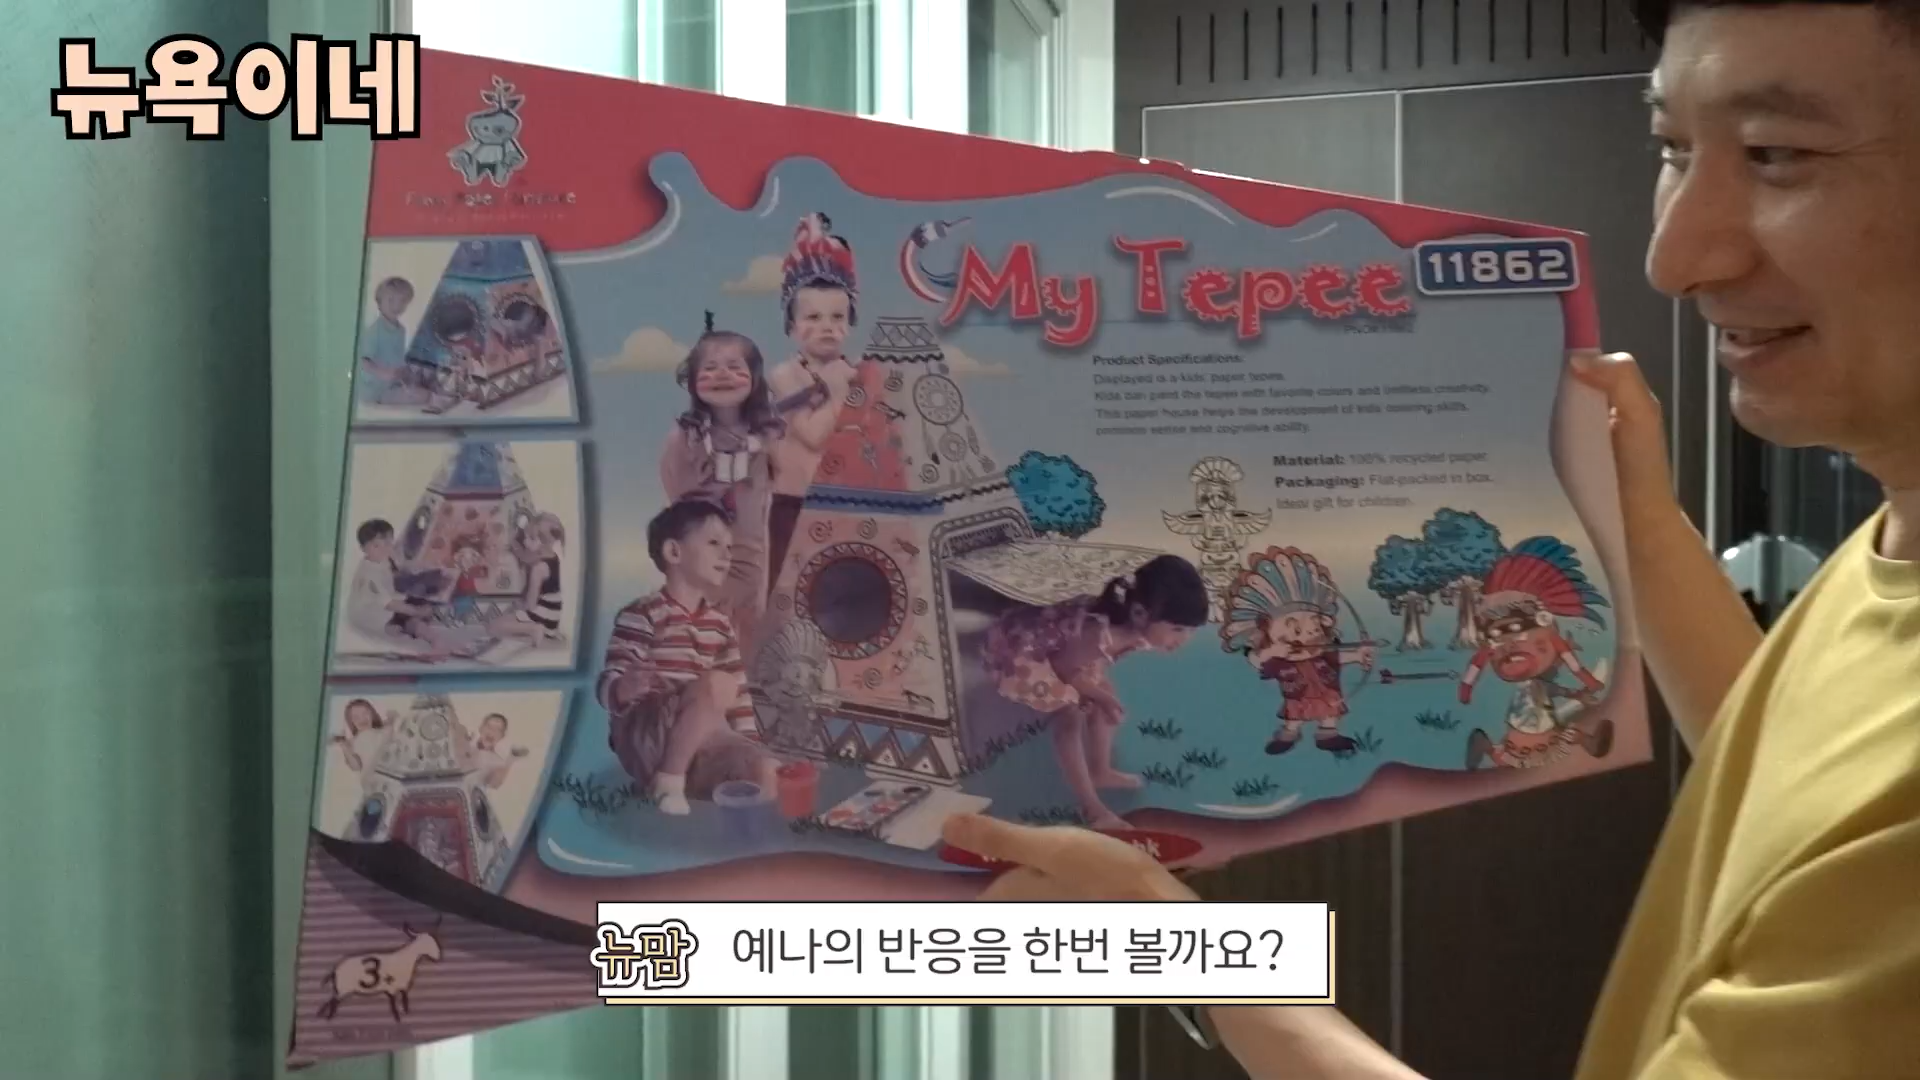 뉴욕이네
My Tepee
11862
Product Specifications:
Displayed is a kids' paper tepee.
Kids can paint the tepee with favorite colors and limitless creativity.
This paper house helps the development of kids' coloring skills,
common sense and cognitive ability.
Material: 100% recycled paper
Packaging: Flat-packed in box.
Ideal gift for children.
3+
뉴맘
예나의 반응을 한번 볼까요?